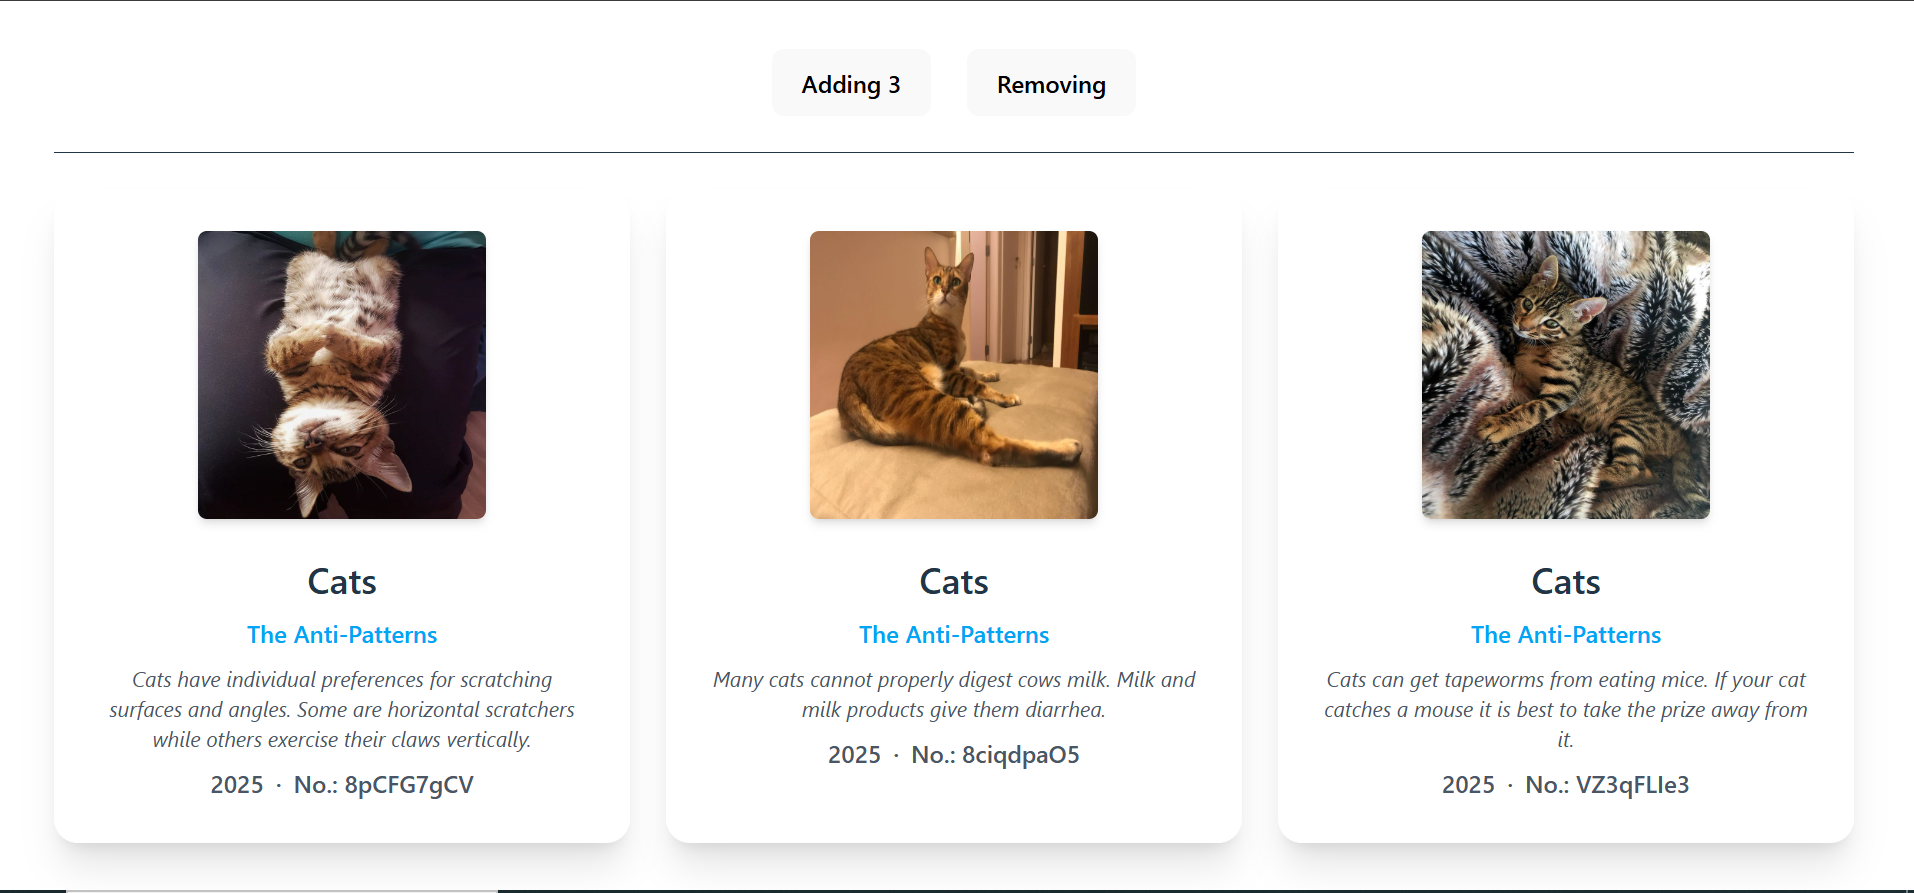 Adding 3
Removing
Cats
The Anti-Patterns
Cats have individual preferences for scratching
surfaces and angles. Some are horizontal scratchers
while others exercise their claws vertically.
2025 · No.: 8pCFG7gCV
Cats
The Anti-Patterns
Many cats cannot properly digest cows milk. Milk and
milk products give them diarrhea.
2025 · No.: 8ciqdpaO5
Cats
The Anti-Patterns
Cats can get tapeworms from eating mice. If your cat
catches a mouse it is best to take the prize away from
it.
2025 · No.: VZ3qFLIe3